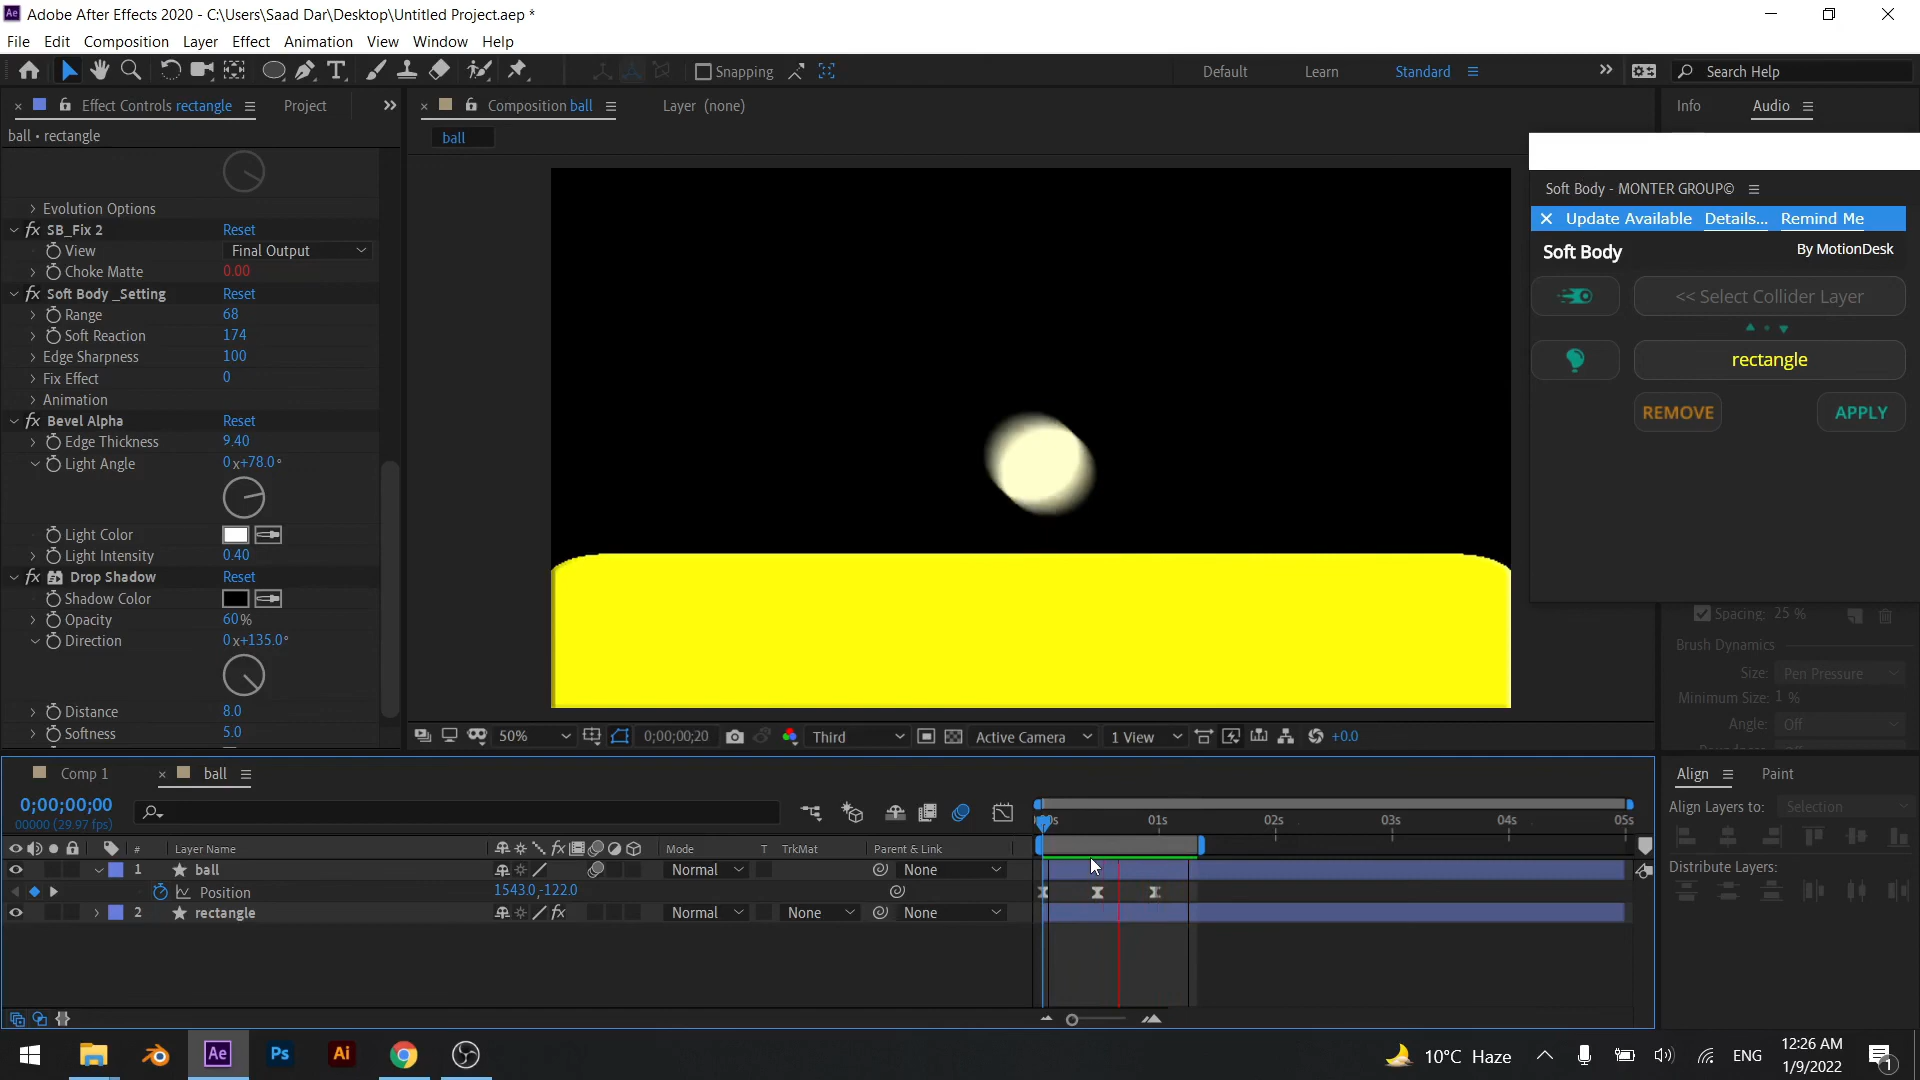 Ae Adobe After Effects 2020 - C:\Users\Saad Dar\Desktop\Untitled Project.aep *
File Edit Composition Layer Effect Animation View Window Help
Snapping Default Learn Standard Search Help
Effect Controls rectangle Project Composition ball Layer (none) Info Audio
ball • rectangle
ball
Evolution Options
SB_Fix 2 Reset
View Final Output
Choke Matte 0.00
Soft Body _Setting Reset
Range 68
Soft Reaction 174
Edge Sharpness 100
Fix Effect 0
Animation
Bevel Alpha Reset
Edge Thickness 9.40
Light Angle 0x+78.0°
Light Color
Light Intensity 0.40
Drop Shadow Reset
Shadow Color
Opacity 60%
Direction 0x+135.0°
Distance 8.0
Softness 5.0
Soft Body - MONTER GROUP©
Update Available Details... Remind Me
Soft Body By MotionDesk
<< Select Collider Layer
rectangle
REMOVE APPLY
Spacing: 25 %
Brush Dynamics
Size: Pen Pressure
Minimum Size: 1 %
Angle: Off
50% 0;00;00;20 Third Active Camera 1 View +0.0
Comp 1 ball
0;00;00;00
00000 (29.97 fps)
01s 02s 03s 04s 05s
# Layer Name Mode T TrkMat Parent & Link
1 ball Normal None
Position 1543.0,-122.0
2 rectangle Normal None None
Align Paint
Align Layers to: Selection
Distribute Layers:
Ae Ps Ai
10°C Haze ENG 12:26 AM
1/9/2022 1